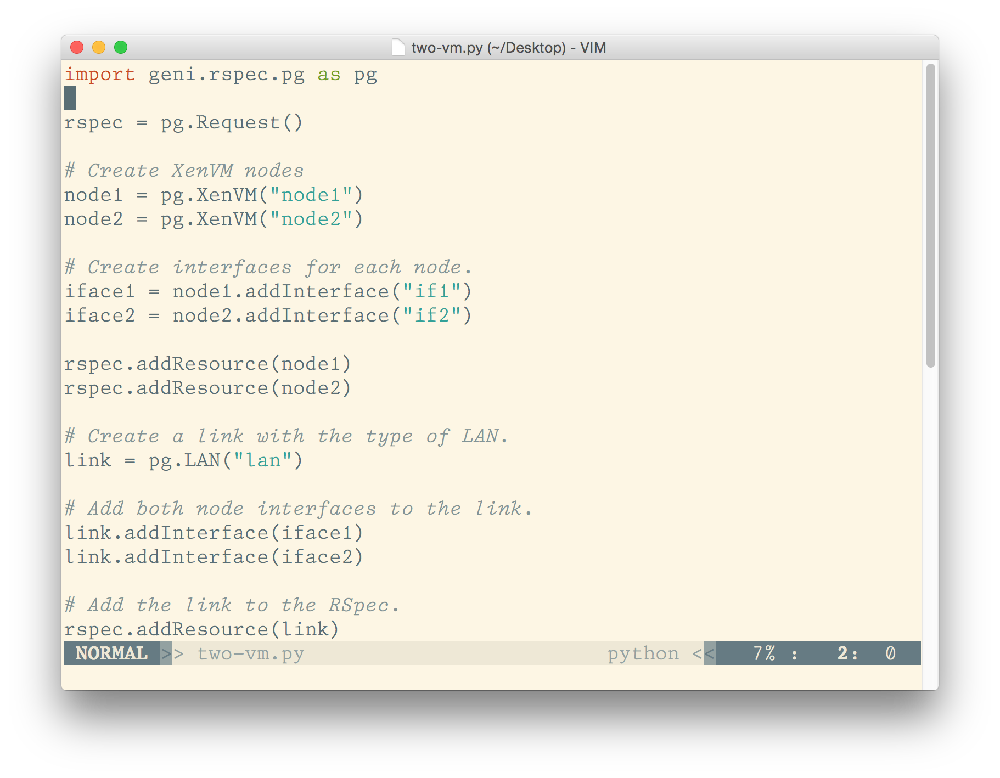 two-vm.py (~/Desktop) - VIM
import geni.rspec.pg as pg
rspec = pg.Request()
# Create XenVM nodes
node1 = pg.XenVM("node1")
node2 = pg.XenVM("node2")
# Create interfaces for each node.
iface1 = node1.addInterface("if1")
iface2 = node2.addInterface("if2")
rspec.addResource(node1)
rspec.addResource(node2)
# Create a link with the type of LAN.
link = pg.LAN("lan")
# Add both node interfaces to the link.
link.addInterface(iface1)
link.addInterface(iface2)
# Add the link to the RSpec.
rspec.addResource(link)
NORMAL >> two-vm.py python << 7% : 2: 0